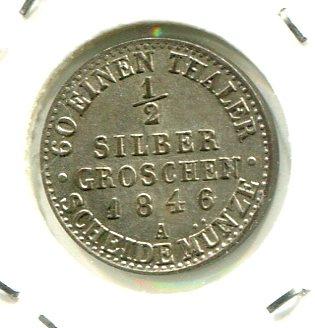 60 EINEN THALER
1/2
SILBER
GROSCHEN
1846
A
SCHEIDE MÜNZE